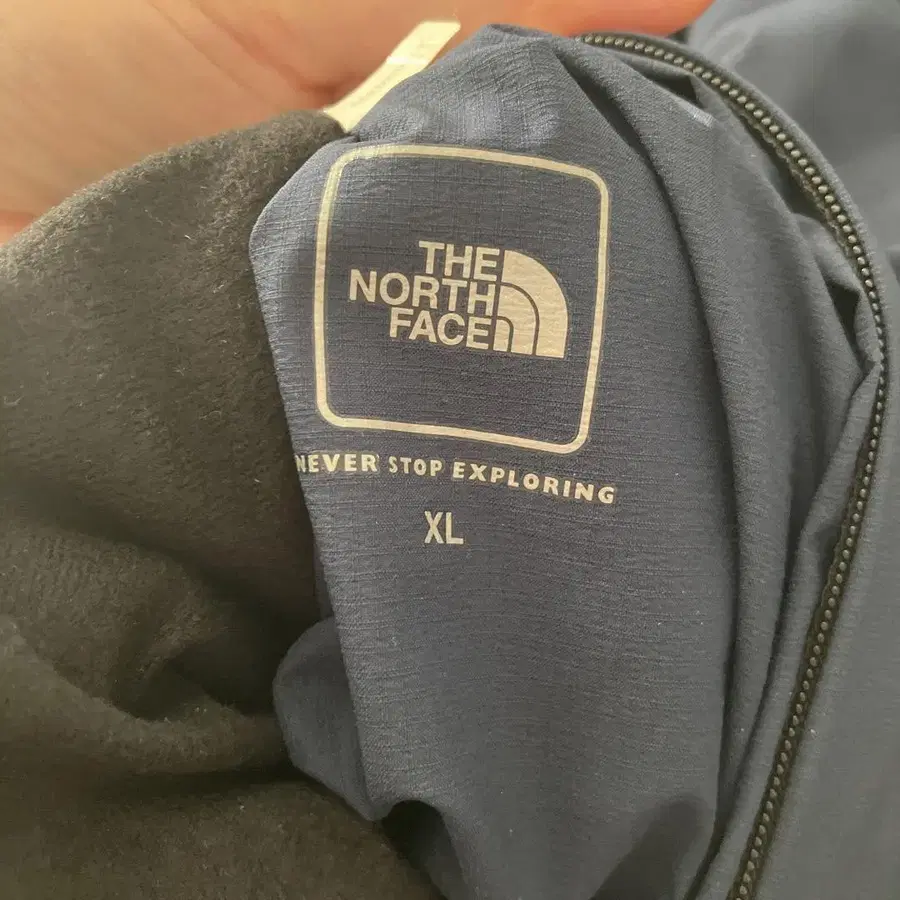 THE
NORTH
FACE
NEVER STOP EXPLORING
XL